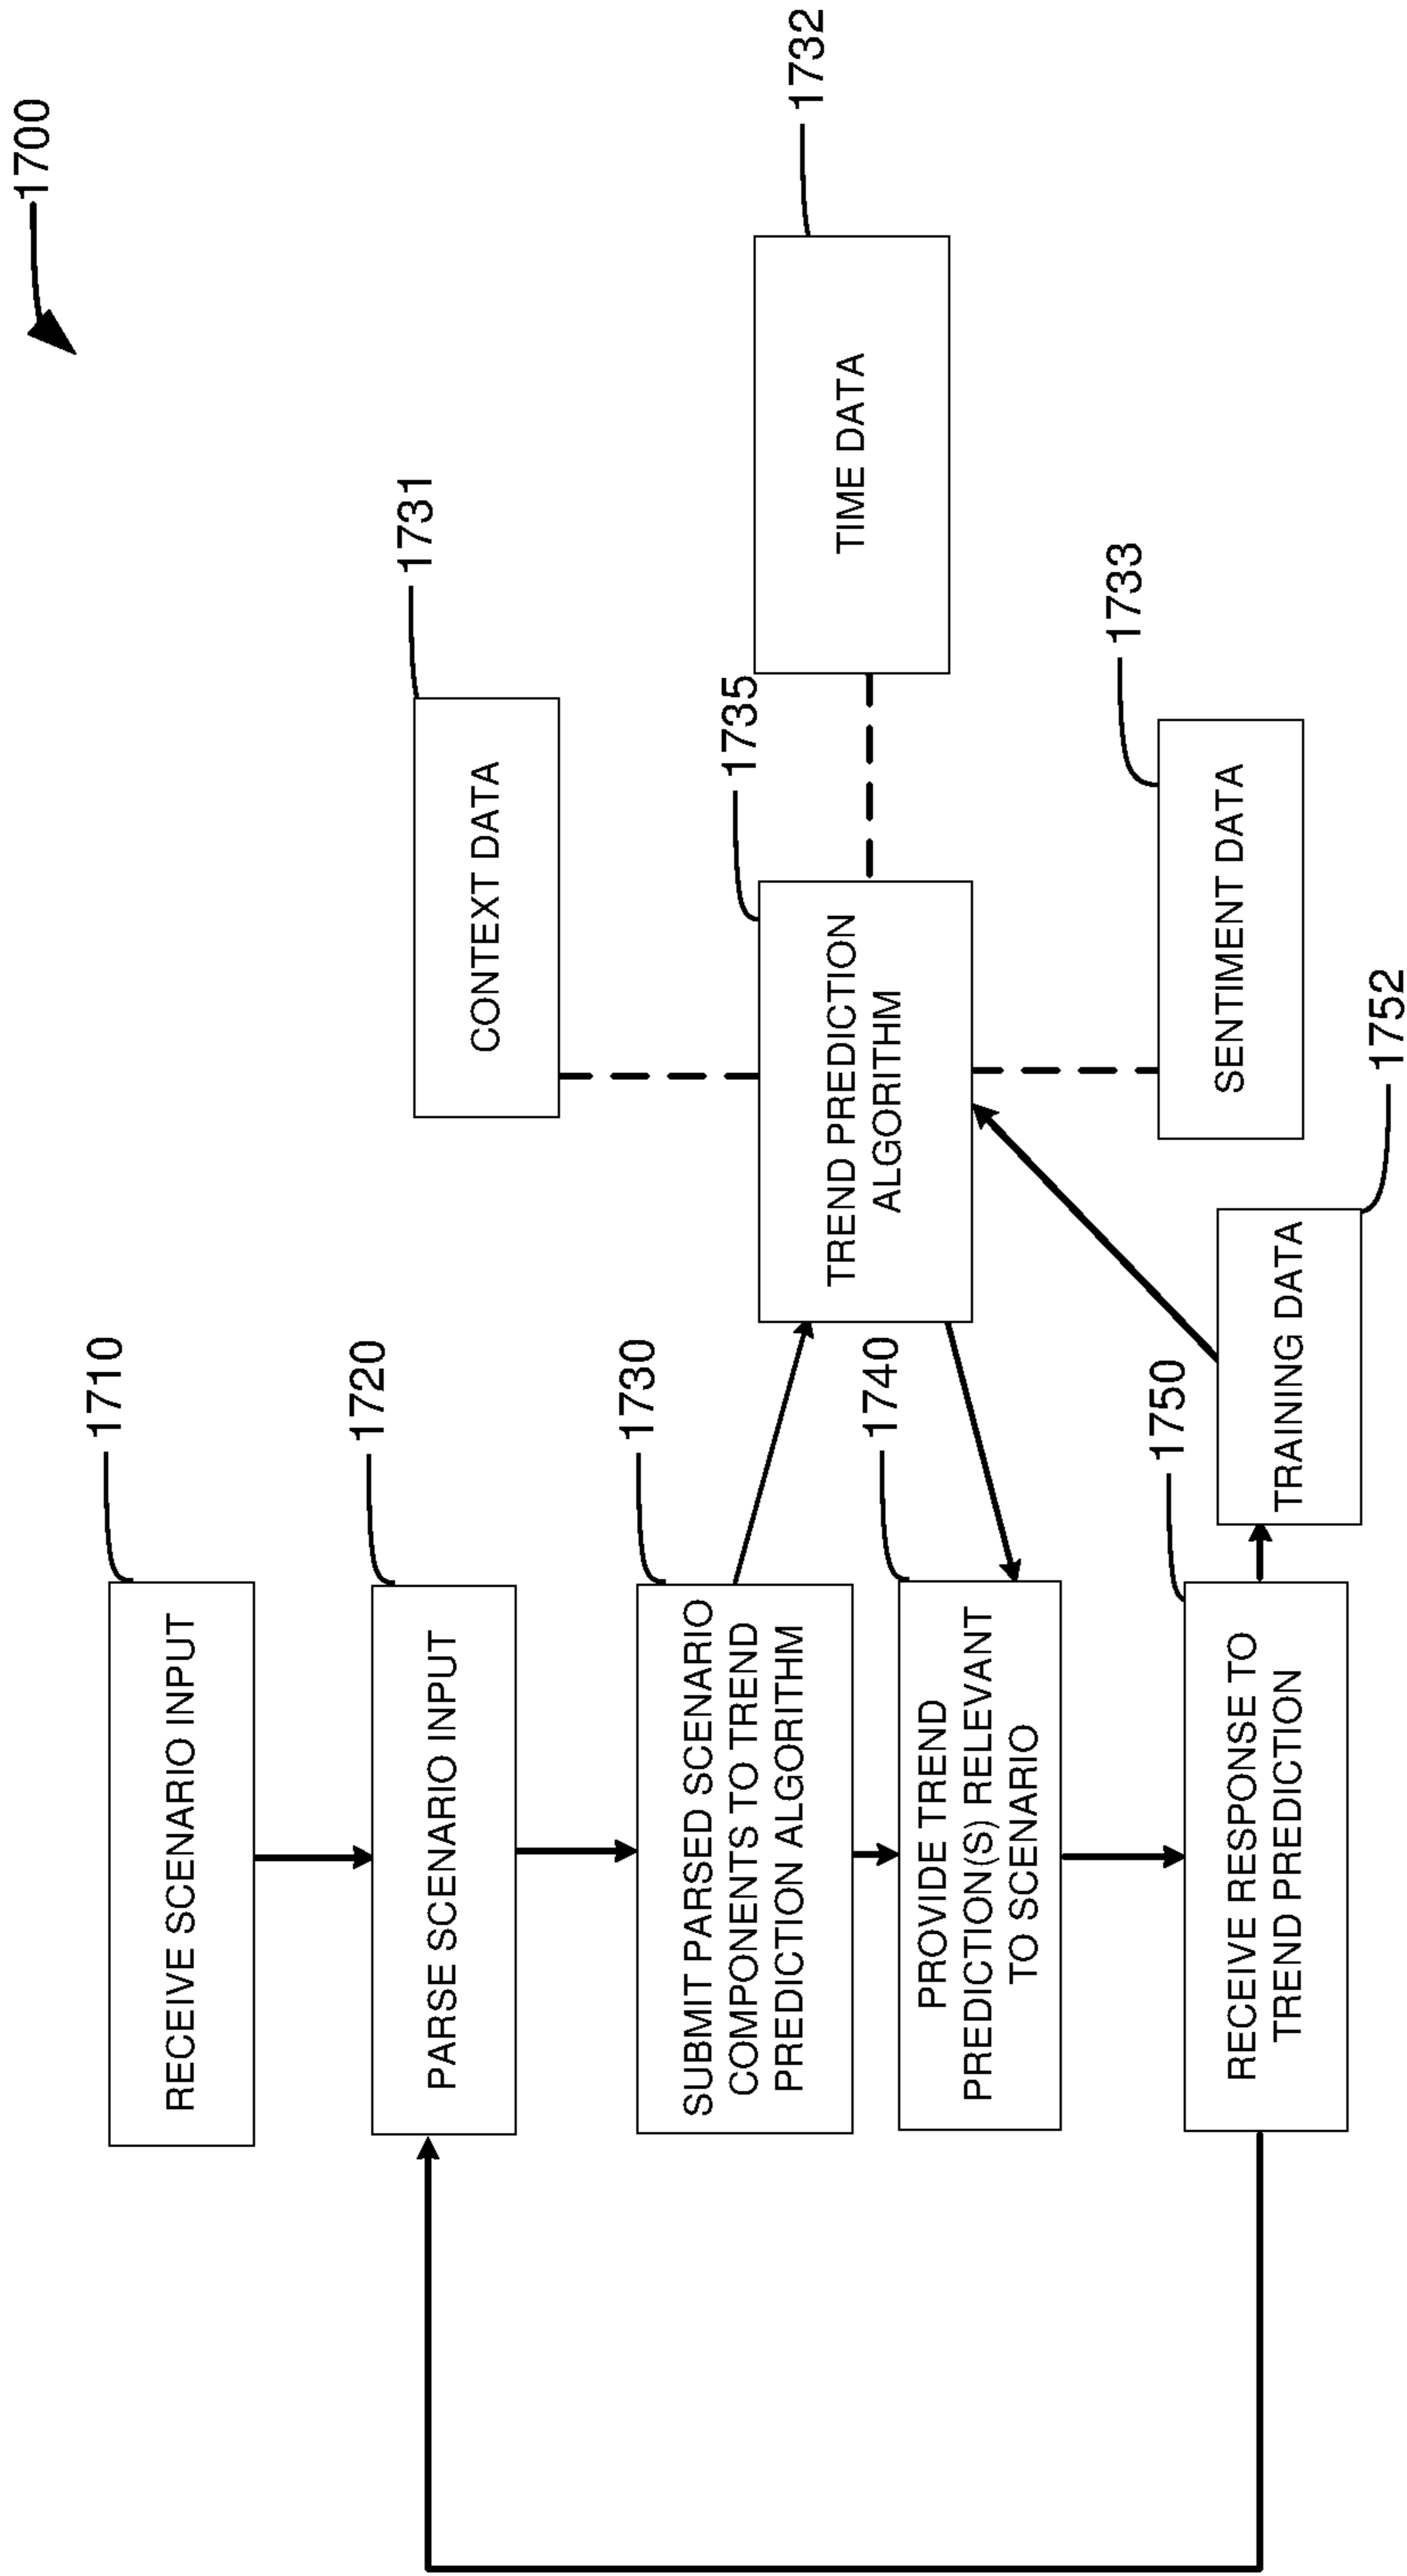 1700
1710
RECEIVE SCENARIO INPUT
1720
PARSE SCENARIO INPUT
1730
SUBMIT PARSED SCENARIO
COMPONENTS TO TREND
PREDICTION ALGORITHM
1740
PROVIDE TREND
PREDICTION(S) RELEVANT
TO SCENARIO
1750
RECEIVE RESPONSE TO
TREND PREDICTION
1731
CONTEXT DATA
1735
TREND PREDICTION
ALGORITHM
1732
TIME DATA
1733
SENTIMENT DATA
1752
TRAINING DATA